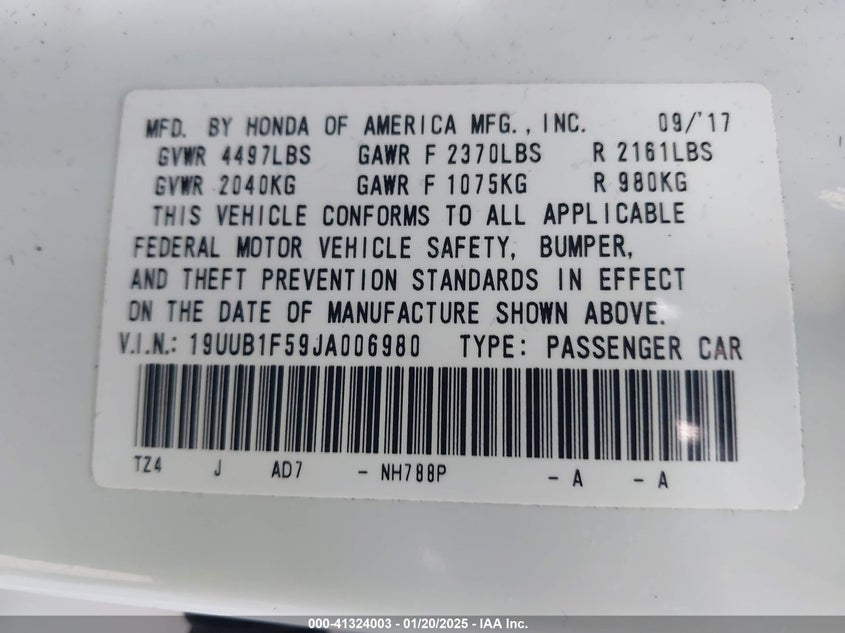 MFD. BY HONDA OF AMERICA MFG., INC. 09/'17
GVWR 4497LBS GAWR F 2370LBS R 2161LBS
GVWR 2040KG GAWR F 1075KG R 980KG
THIS VEHICLE CONFORMS TO ALL APPLICABLE
FEDERAL MOTOR VEHICLE SAFETY, BUMPER,
AND THEFT PREVENTION STANDARDS IN EFFECT
ON THE DATE OF MANUFACTURE SHOWN ABOVE.
V.I.N.: 19UUB1F59JA006980 TYPE: PASSENGER CAR
TZ4 J AD7 - NH788P - A - A
000-41324003 - 01/20/2025 - IAA Inc.